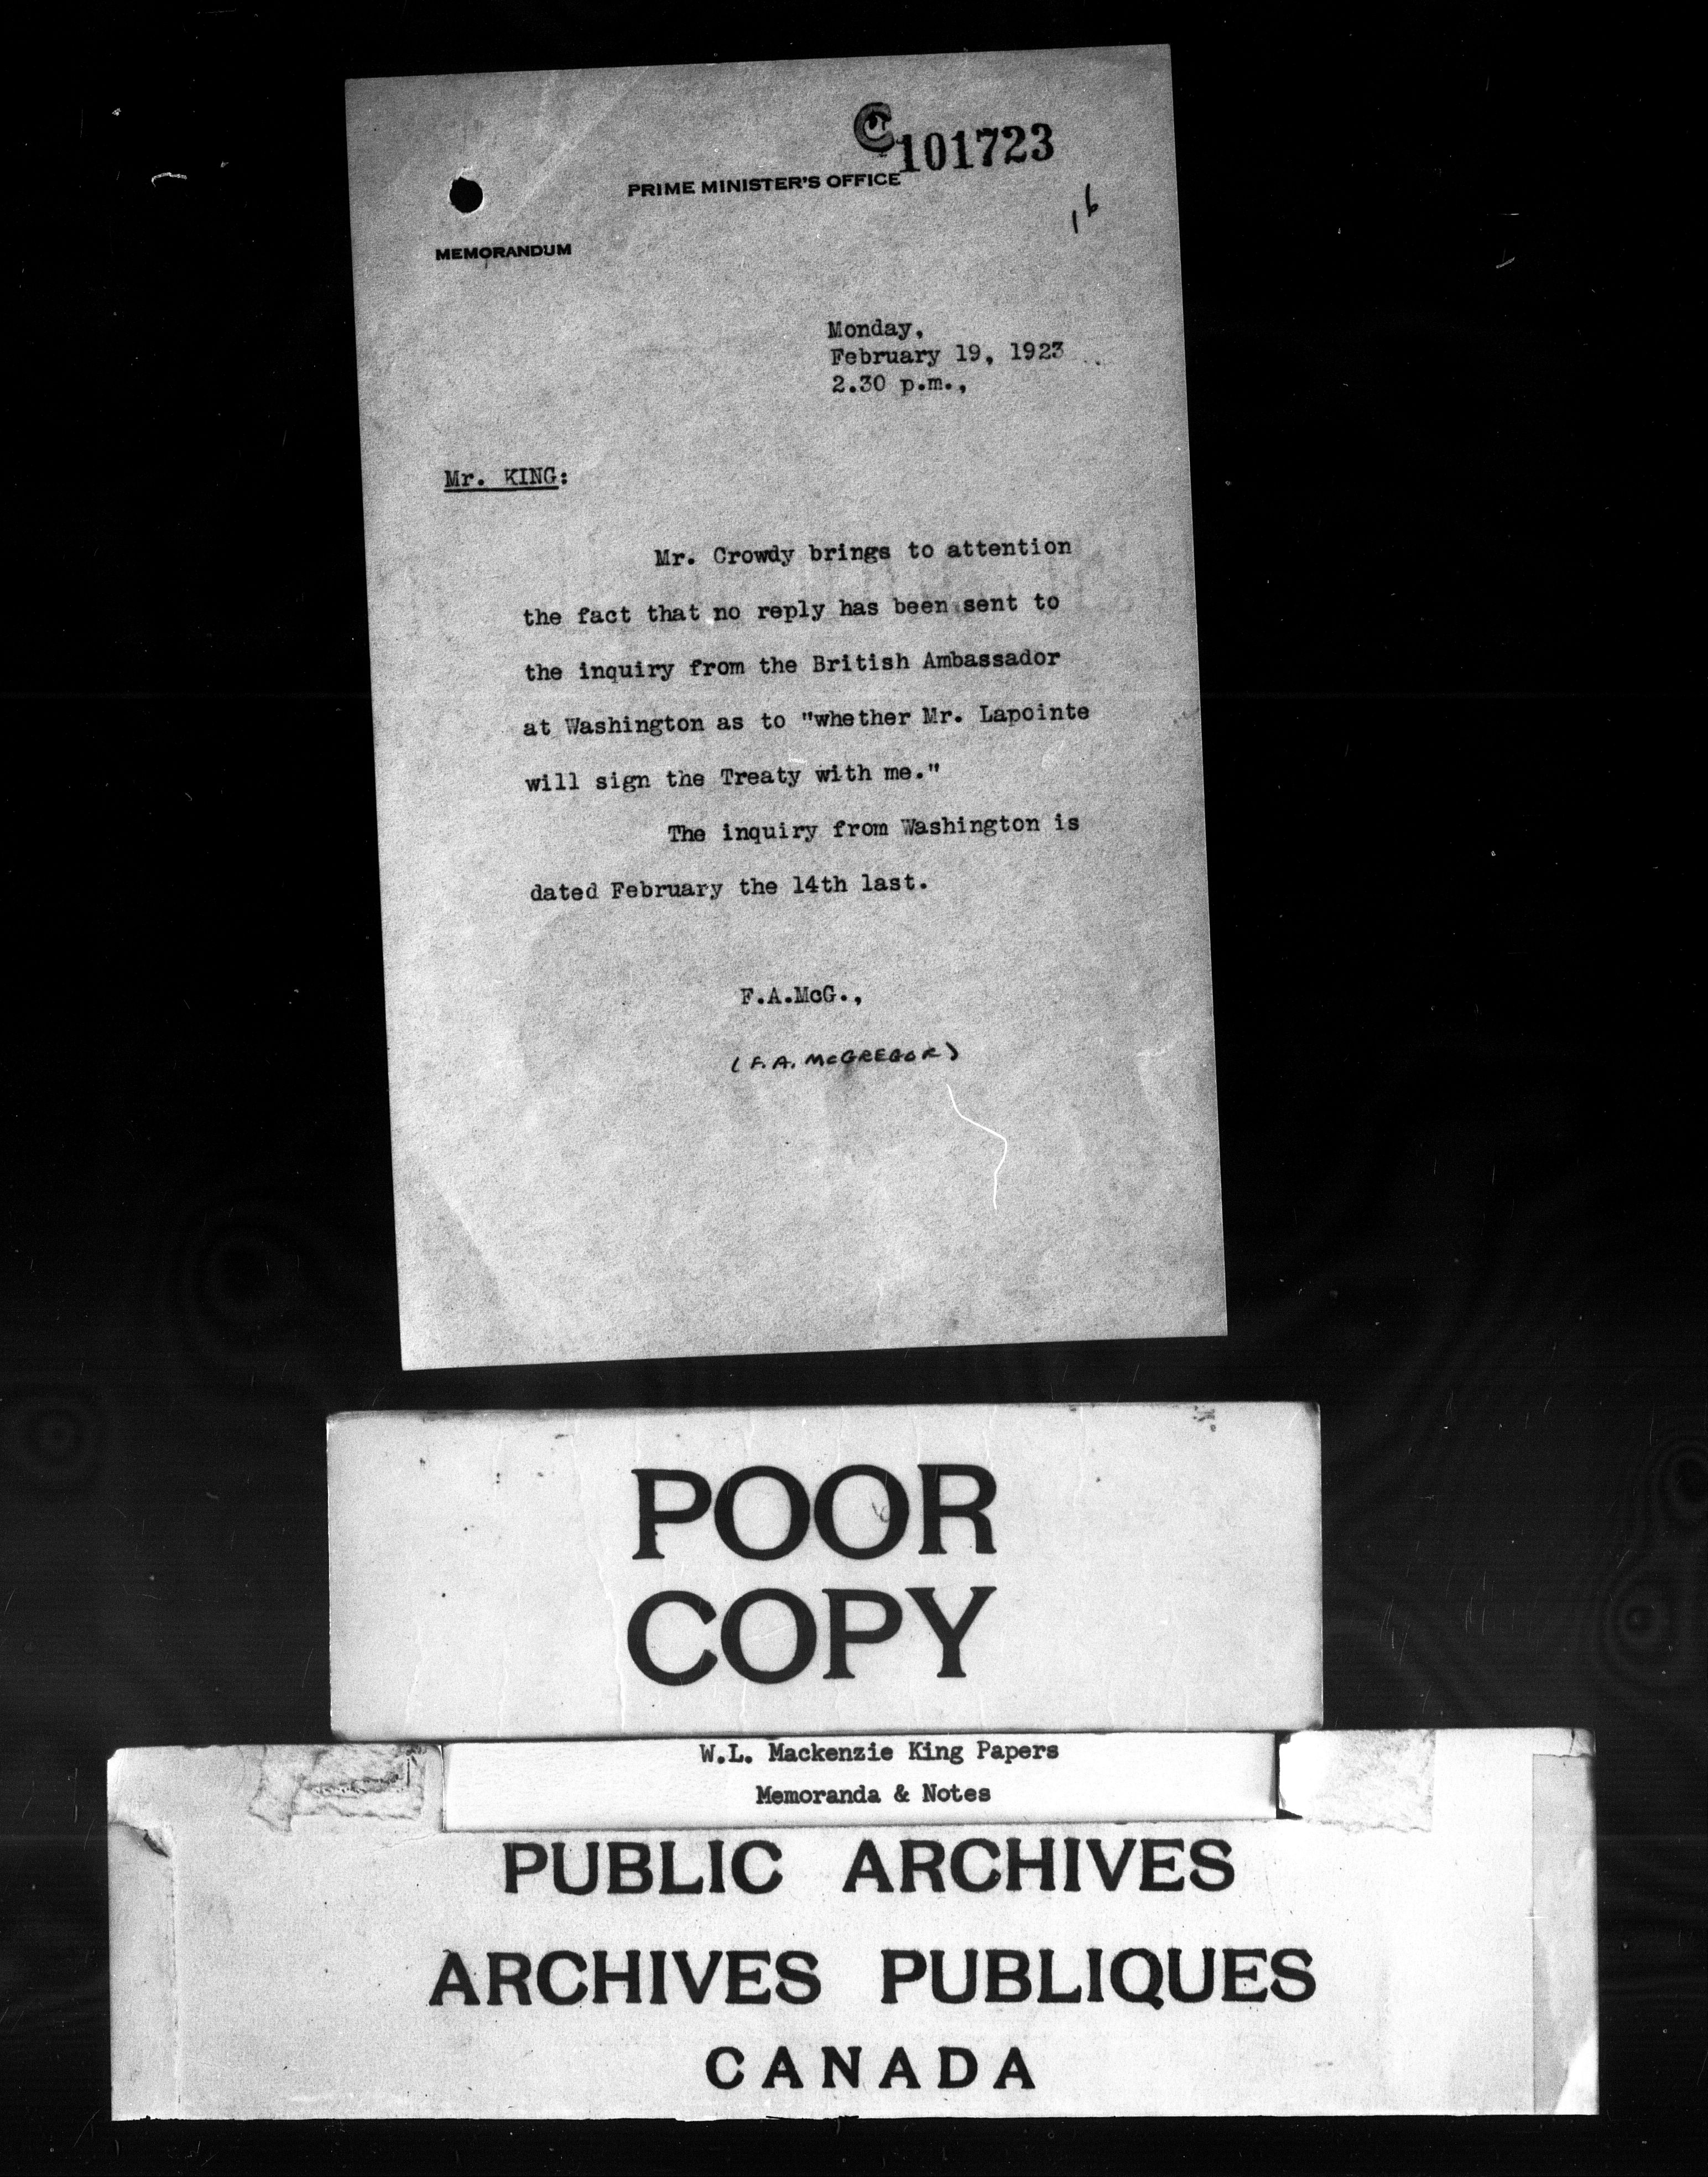 C101723
PRIME MINISTER'S OFFICE
MEMORANDUM
Monday,
February 19, 1923
2.30 p.m.,
Mr. KING:
Mr. Crowdy brings to attention
the fact that no reply has been sent to
the inquiry from the British Ambassador
at Washington as to "whether Mr. Lapointe
will sign the Treaty with me."
The inquiry from Washington is
dated February the 14th last.
F.A.McG.,
(F.A. McGREGOR)
POOR
COPY
W.L. Mackenzie King Papers
Memoranda & Notes
PUBLIC ARCHIVES
ARCHIVES PUBLIQUES
CANADA